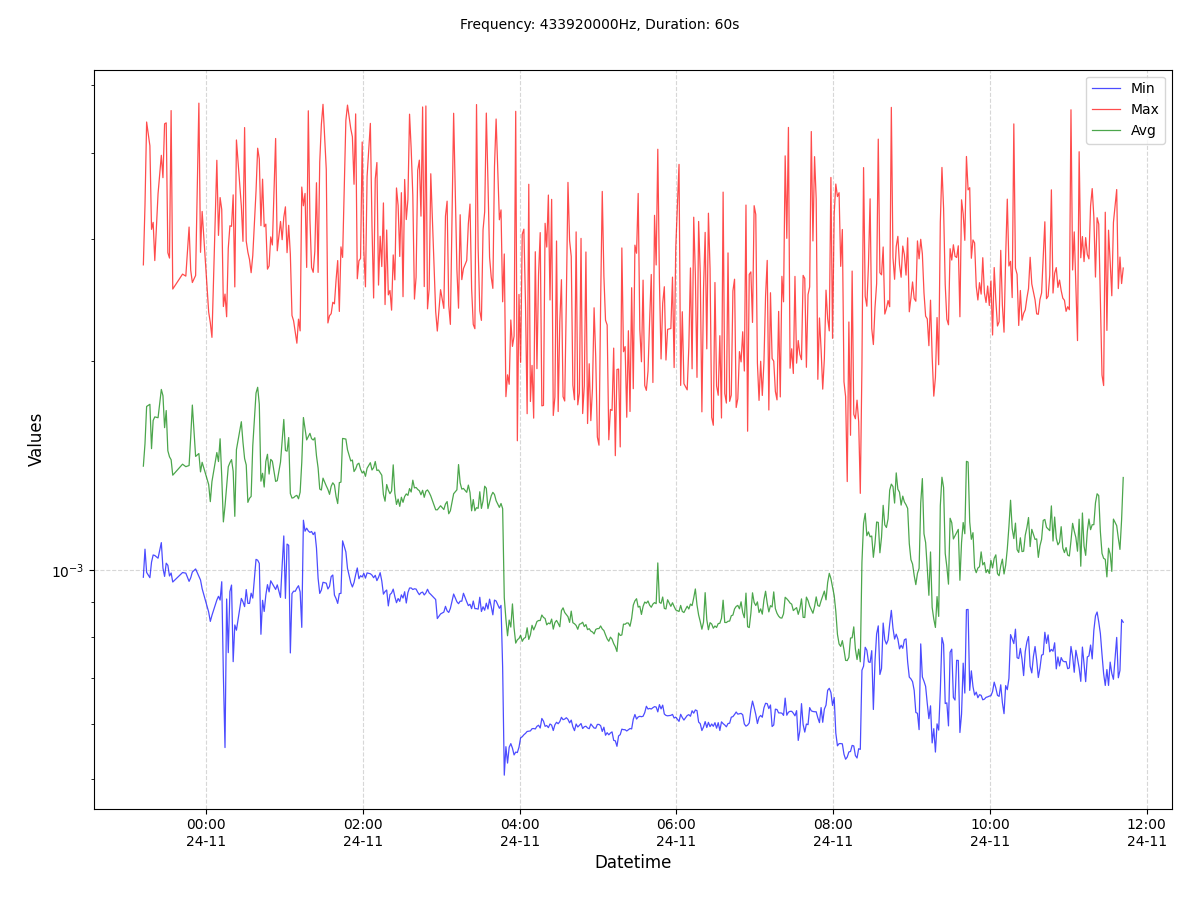 Frequency: 433920000Hz, Duration: 60s
Min
Max
Avg
Values
10⁻³
00:00
24-11
02:00
24-11
04:00
24-11
06:00
24-11
08:00
24-11
10:00
24-11
12:00
24-11
Datetime